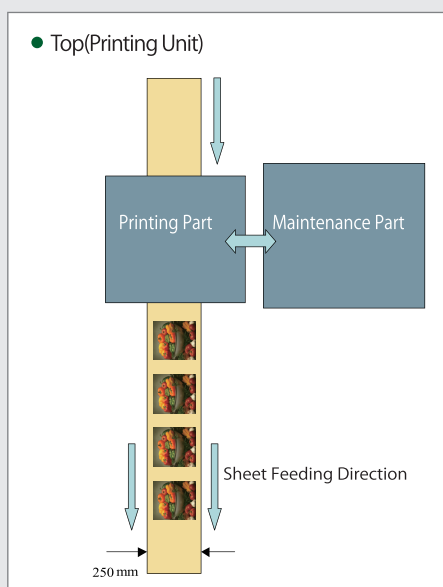 Top(Printing Unit)
Printing Part
Maintenance Part
Sheet Feeding Direction
250 mm